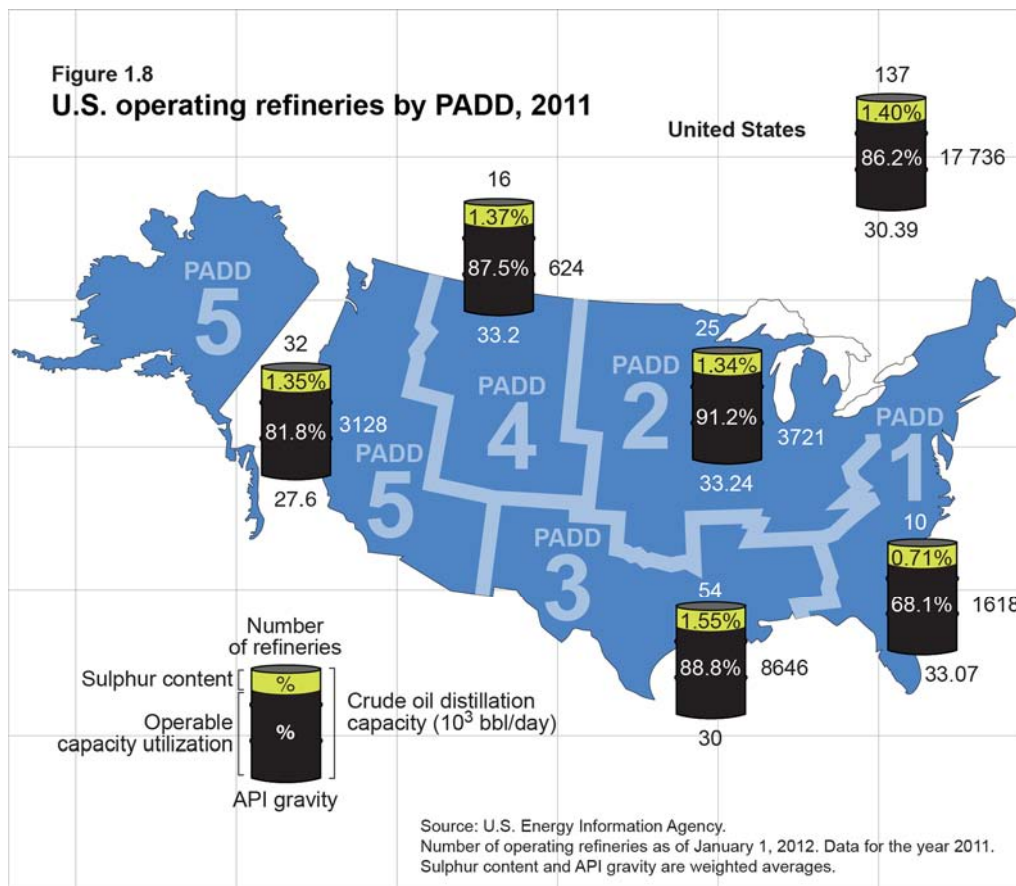 Figure 1.8
U.S. operating refineries by PADD, 2011
United States
137
1.40%
86.2%
17 736
30.39
16
1.37%
87.5%
624
33.2
PADD
5
32
1.35%
81.8%
3128
27.6
PADD
5
PADD
4
PADD
2
25
1.34%
91.2%
3721
33.24
PADD
1
10
0.71%
68.1%
1618
33.07
PADD
3
54
1.55%
88.8%
8646
30
Number
of refineries
Sulphur content
%
Operable
capacity utilization
%
Crude oil distillation
capacity (10³ bbl/day)
API gravity
Source: U.S. Energy Information Agency.
Number of operating refineries as of January 1, 2012. Data for the year 2011.
Sulphur content and API gravity are weighted averages.